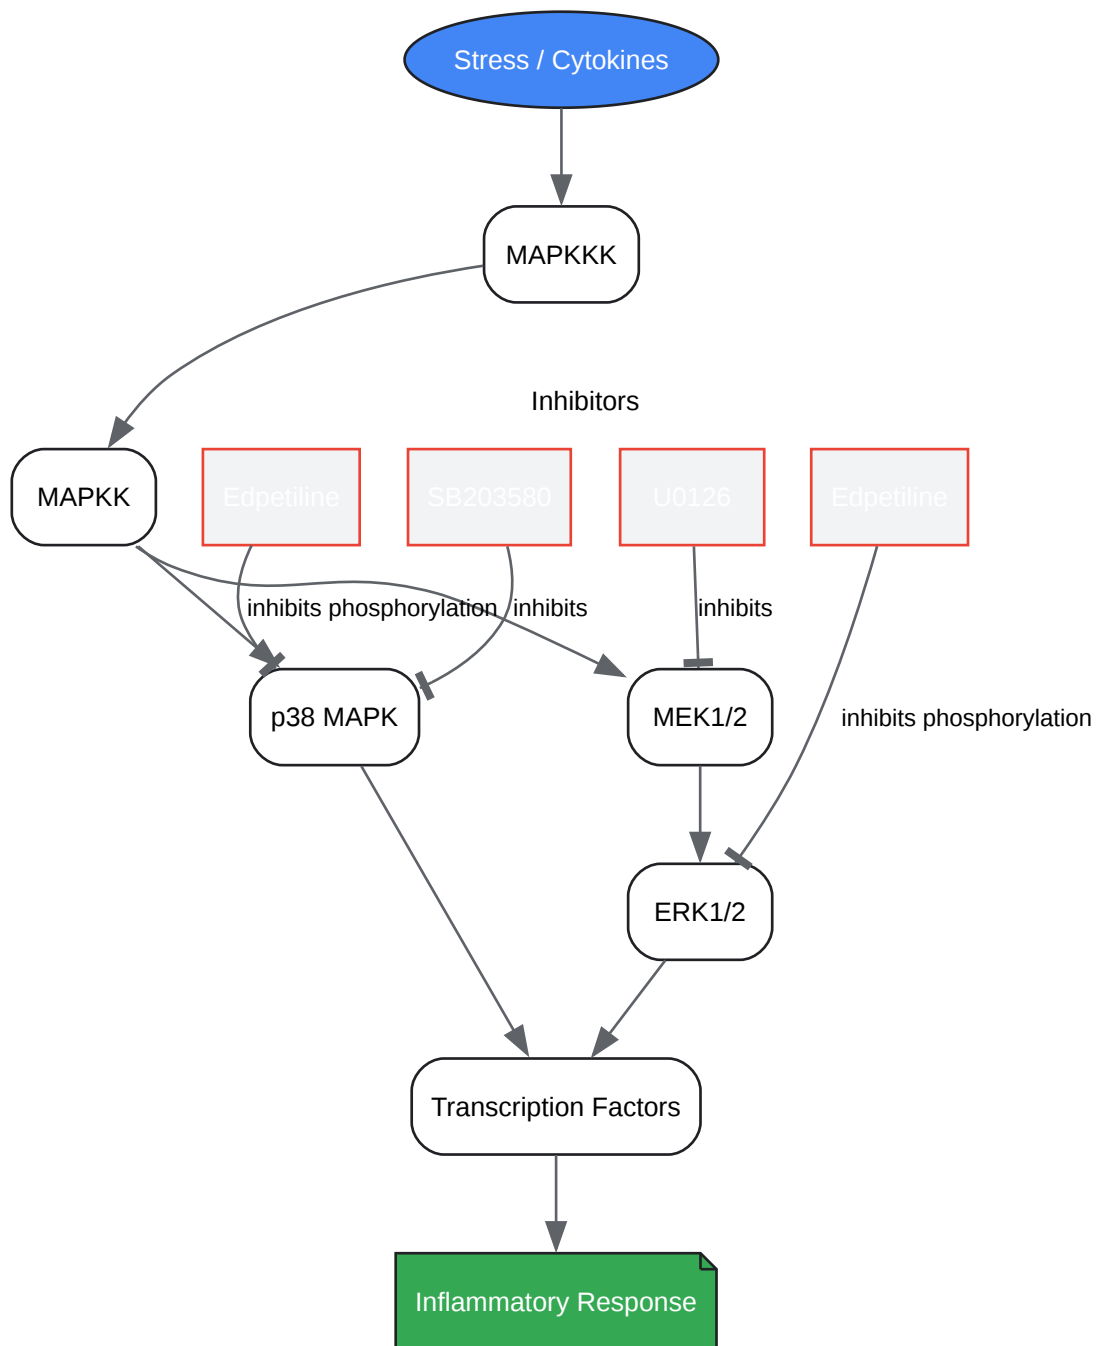 Stress / Cytokines
MAPKKK
Inhibitors
MAPKK
Edpetiline
SB203580
U0126
Edpetiline
inhibits phosphorylation
inhibits
inhibits
p38 MAPK
MEK1/2
inhibits phosphorylation
ERK1/2
Transcription Factors
Inflammatory Response